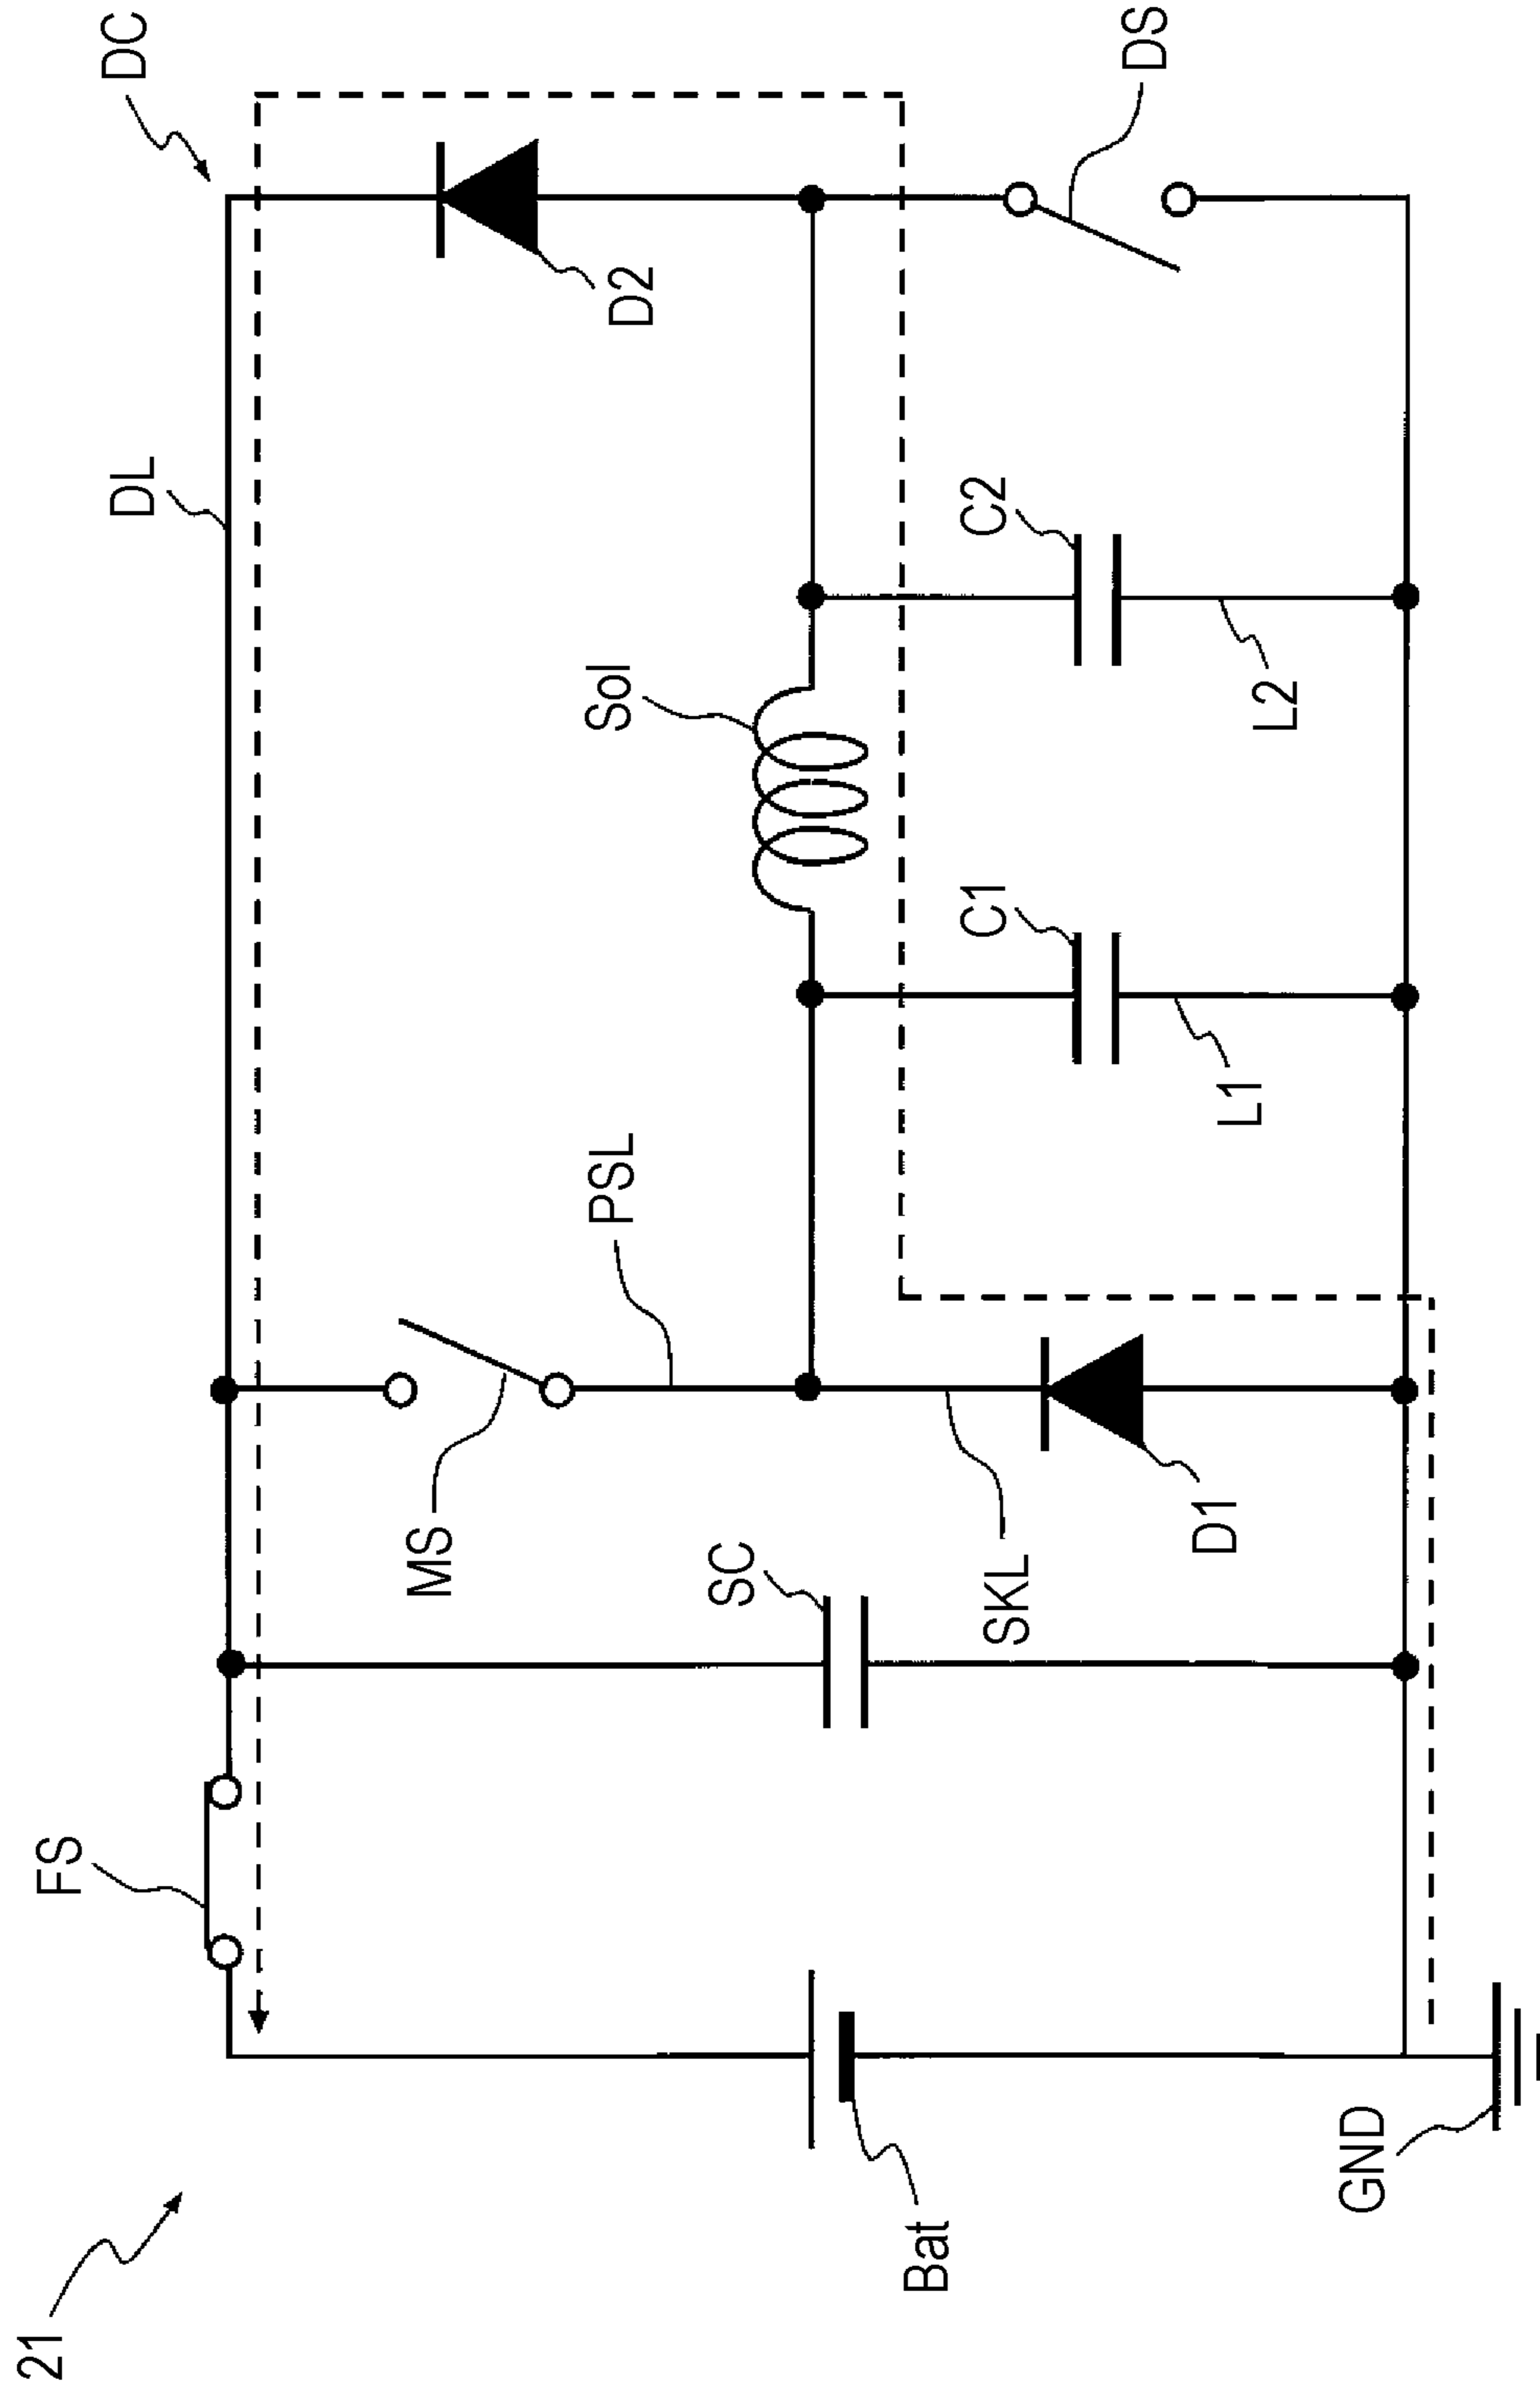 21
FS
DL
DC
MS
PSL
Sol
D2
Bat
SC
SKL
C1
C2
DS
D1
L1
L2
GND